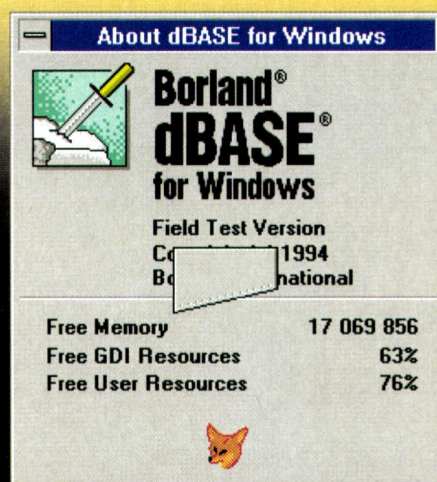 About dBASE for Windows
Borland®
dBASE®
for Windows
Field Test Version
1994
Free Memory 17 069 856
Free GDI Resources 63%
Free User Resources 76%